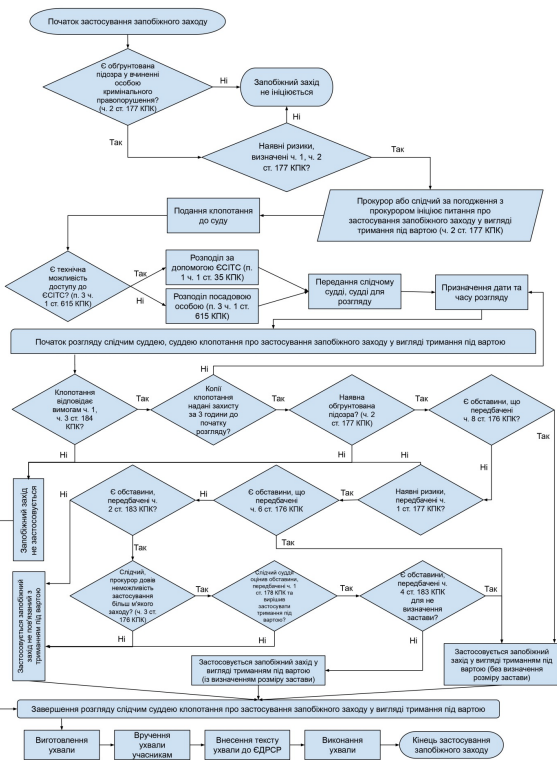 Початок застосування запобіжного заходу
Є обґрунтована
підозра у вчиненні
особою
кримінального
правопорушення?
(ч. 2 ст. 177 КПК)
Ні
Запобіжний захід
не ініціюється
Ні
Так
Наявні ризики,
визначені ч. 1, ч. 2
ст. 177 КПК?
Так
Прокурор або слідчий за погодження з
прокурором ініціює питання про
застосування запобіжного заходу у вигляді
тримання під вартою (ч. 2 ст. 177 КПК)
Подання клопотання
до суду
Є технічна
можливість
доступу до
ЄСІТС? (п. 3 ч.
1 ст. 615 КПК)
Так
Ні
Розподіл за
допомогою ЄСІТС (п.
1 ч. 1 ст. 35 КПК)
Розподіл посадовою
особою (п. 3 ч. 1 ст.
615 КПК)
Передання слідчому
судді, судді для
розгляду
Призначення дати та
часу розгляду
Початок розгляду слідчим суддею, суддею клопотання про застосування запобіжного заходу у вигляді тримання під вартою
Ні
Клопотання
відповідає
вимогам ч. 1,
ч. 3 ст. 184
КПК?
Так
Копії
клопотання
надані захисту
за 3 години до
початку
розгляду?
Так
Наявна
обґрунтована
підозра? (ч. 2
ст. 177 КПК)
Так
Є обставини, що
передбачені
ч. 8 ст. 176 КПК?
Так
Ні
Ні
Ні
Запобіжний захід
не застосовується
Ні
Є обставини,
передбачені ч.
2 ст. 183 КПК?
Ні
Є обставини, що
передбачені
ч. 6 ст. 176 КПК
Так
Наявні ризики,
передбачені ч.
1 ст. 177 КПК?
Так
Так
Слідчий,
прокурор довів
неможливість
застосування
більш м'якого
заходу? (ч. 3 ст.
176 КПК)
Так
Слідчий суддя
оцінив обставини,
передбачені ч. 1
ст. 178 КПК та
вирішив
застосувати
тримання під
вартою?
Так
Є обставини,
передбачені ч.
4 ст. 183 КПК
для не
визначення
застави?
Так
Ні
Ні
Ні
Застосовується запобіжний
захід не пов'язаний з
триманням під вартою
Застосовується запобіжний захід у
вигляді тримання під вартою
(із визначенням розміру застави)
Застосовується запобіжний
захід у вигляді тримання під
вартою (без визначення
розміру застави)
Завершення розгляду слідчим суддею клопотання про застосування запобіжного заходу у вигляді тримання під вартою
Виготовлення
ухвали
Вручення
ухвали
учасникам
Внесення тексту
ухвали до ЄДРСР
Виконання
ухвали
Кінець застосування
запобіжного заходу